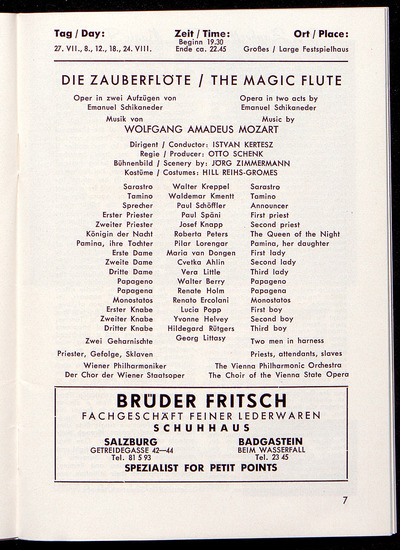 Tag / Day: Zeit / Time: Ort / Place:
27. VII., 8., 12., 18., 24. VIII. Beginn 19.30 Großes / Large Festspielhaus
Ende ca. 22.45
DIE ZAUBERFLÖTE / THE MAGIC FLUTE
Oper in zwei Aufzügen von Opera in two acts by
Emanuel Schikaneder Emanuel Schikaneder
Musik von Music by
WOLFGANG AMADEUS MOZART
Dirigent / Conductor: ISTVAN KERTESZ
Regie / Producer: OTTO SCHENK
Bühnenbild / Scenery by: JÖRG ZIMMERMANN
Kostüme / Costumes: HILL REIHS-GROMES
Sarastro Walter Kreppel Sarastro
Tamino Waldemar Kmentt Tamino
Sprecher Paul Schöffler Announcer
Erster Priester Paul Späni First priest
Zweiter Priester Josef Knapp Second priest
Königin der Nacht Roberta Peters The Queen of the Night
Pamina, ihre Tochter Pilar Lorengar Pamina, her daughter
Erste Dame Maria van Dongen First lady
Zweite Dame Cvetka Ahlin Second lady
Dritte Dame Vera Little Third lady
Papageno Walter Berry Papageno
Papagena Renate Holm Papagena
Monostatos Renato Ercolani Monostatos
Erster Knabe Lucia Popp First boy
Zweiter Knabe Yvonne Helvey Second boy
Dritter Knabe Hildegard Rütgers Third boy
Zwei Geharnischte Georg Littasy Two men in harness
Priester, Gefolge, Sklaven Priests, attendants, slaves
Wiener Philharmoniker The Vienna Philharmonic Orchestra
Der Chor der Wiener Staatsoper The Choir of the Vienna State Opera
BRÜDER FRITSCH
FACHGESCHÄFT FEINER LEDERWAREN
SCHUHHAUS
SALZBURG BADGASTEIN
GETREIDEGASSE 42—44 BEIM WASSERFALL
Tel. 81 5 93 Tel. 23 45
SPEZIALIST FOR PETIT POINTS
7